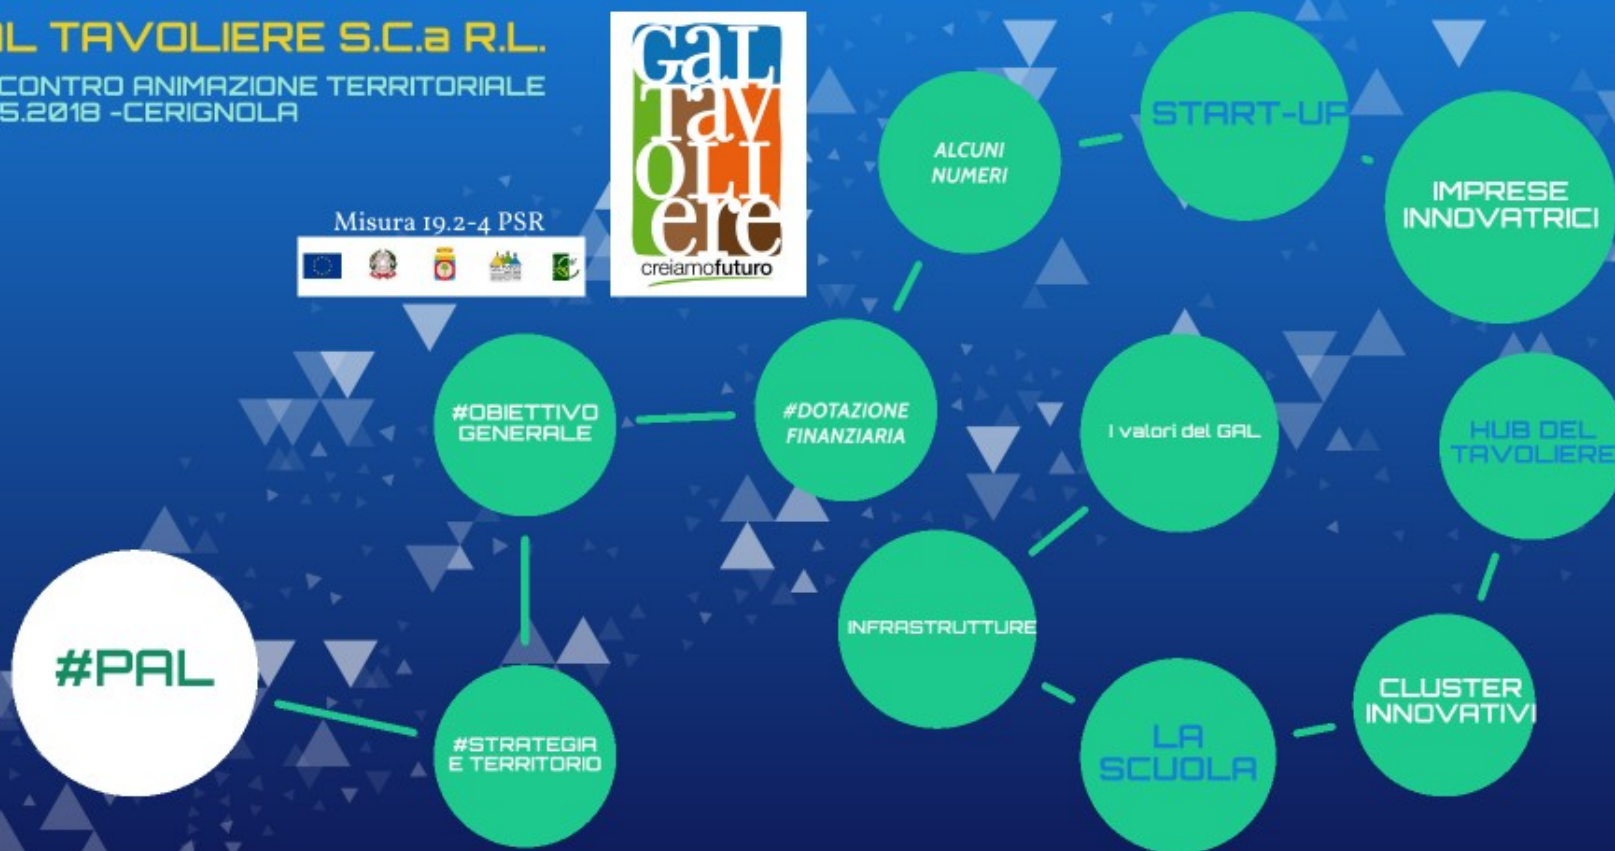 L TAVOLIERE S.C.a R.L.
CONTRO ANIMAZIONE TERRITORIALE
5.2018 -CERIGNOLA
Misura 19.2-4 PSR
GaL
Tav
OLI
ere
creiamofuturo
ALCUNI
NUMERI
START-UP
IMPRESE
INNOVATRICI
#OBIETTIVO
GENERALE
#DOTAZIONE
FINANZIARIA
I valori del GAL
HUB DEL
TAVOLIERE
#PAL
#STRATEGIA
E TERRITORIO
INFRASTRUTTURE
LA
SCUOLA
CLUSTER
INNOVATIVI